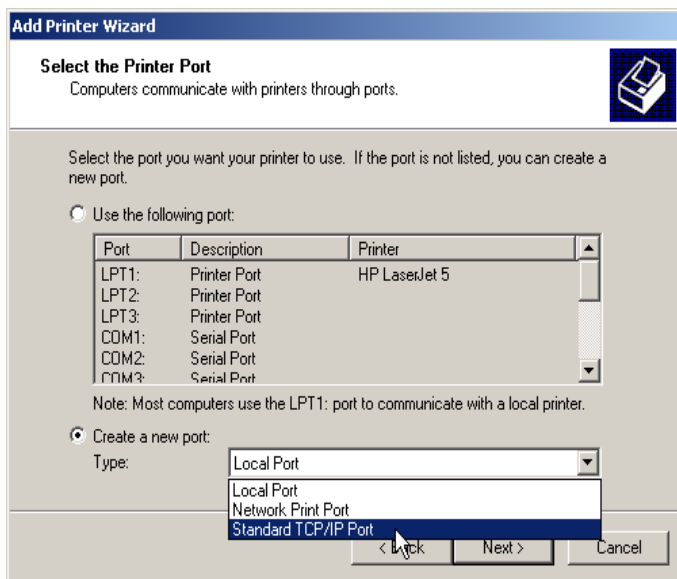 Add Printer Wizard
Select the Printer Port
Computers communicate with printers through ports.
Select the port you want your printer to use. If the port is not listed, you can create a
new port.
Use the following port:
Port Description Printer
LPT1: Printer Port HP LaserJet 5
LPT2: Printer Port
LPT3: Printer Port
COM1: Serial Port
COM2: Serial Port
COM3: Serial Port
Note: Most computers use the LPT1: port to communicate with a local printer.
Create a new port:
Type: Local Port
Local Port
Network Print Port
Standard TCP/IP Port
< Back Next > Cancel